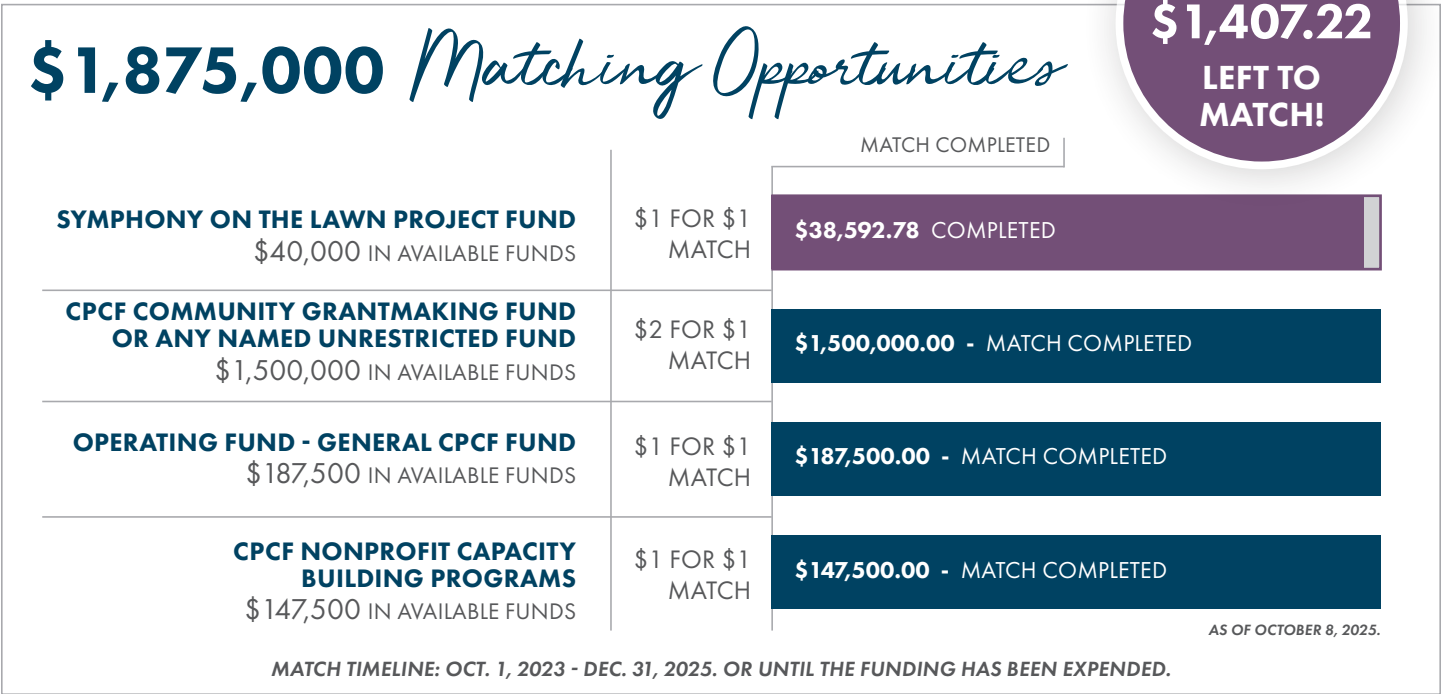 $1,407.22
LEFT TO
MATCH!
$1,875,000 Matching Opportunities
MATCH COMPLETED
SYMPHONY ON THE LAWN PROJECT FUND
$40,000 IN AVAILABLE FUNDS
$1 FOR $1
MATCH
$38,592.78 COMPLETED
CPCF COMMUNITY GRANTMAKING FUND
OR ANY NAMED UNRESTRICTED FUND
$1,500,000 IN AVAILABLE FUNDS
$2 FOR $1
MATCH
$1,500,000.00 - MATCH COMPLETED
OPERATING FUND - GENERAL CPCF FUND
$187,500 IN AVAILABLE FUNDS
$1 FOR $1
MATCH
$187,500.00 - MATCH COMPLETED
CPCF NONPROFIT CAPACITY
BUILDING PROGRAMS
$147,500 IN AVAILABLE FUNDS
$1 FOR $1
MATCH
$147,500.00 - MATCH COMPLETED
AS OF OCTOBER 8, 2025.
MATCH TIMELINE: OCT. 1, 2023 - DEC. 31, 2025. OR UNTIL THE FUNDING HAS BEEN EXPENDED.